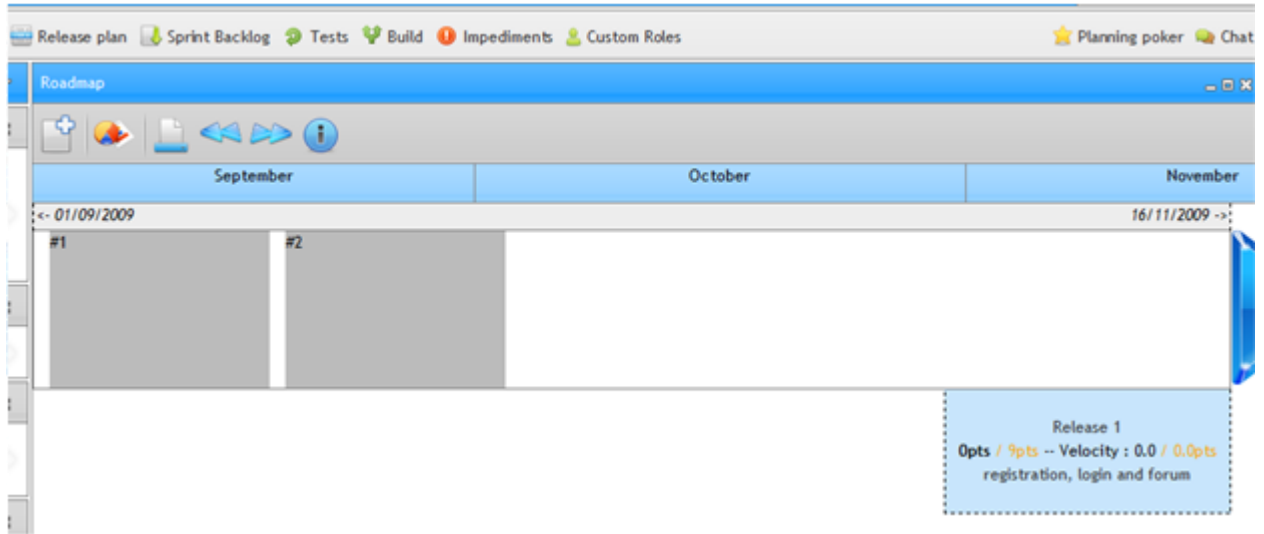 Release plan Sprint Backlog Tests Build Impediments Custom Roles Planning poker Chat
Roadmap
September October November
<- 01/09/2009 16/11/2009 ->
#1 #2
Release 1
0pts / 9pts -- Velocity : 0.0 / 0.0pts
registration, login and forum